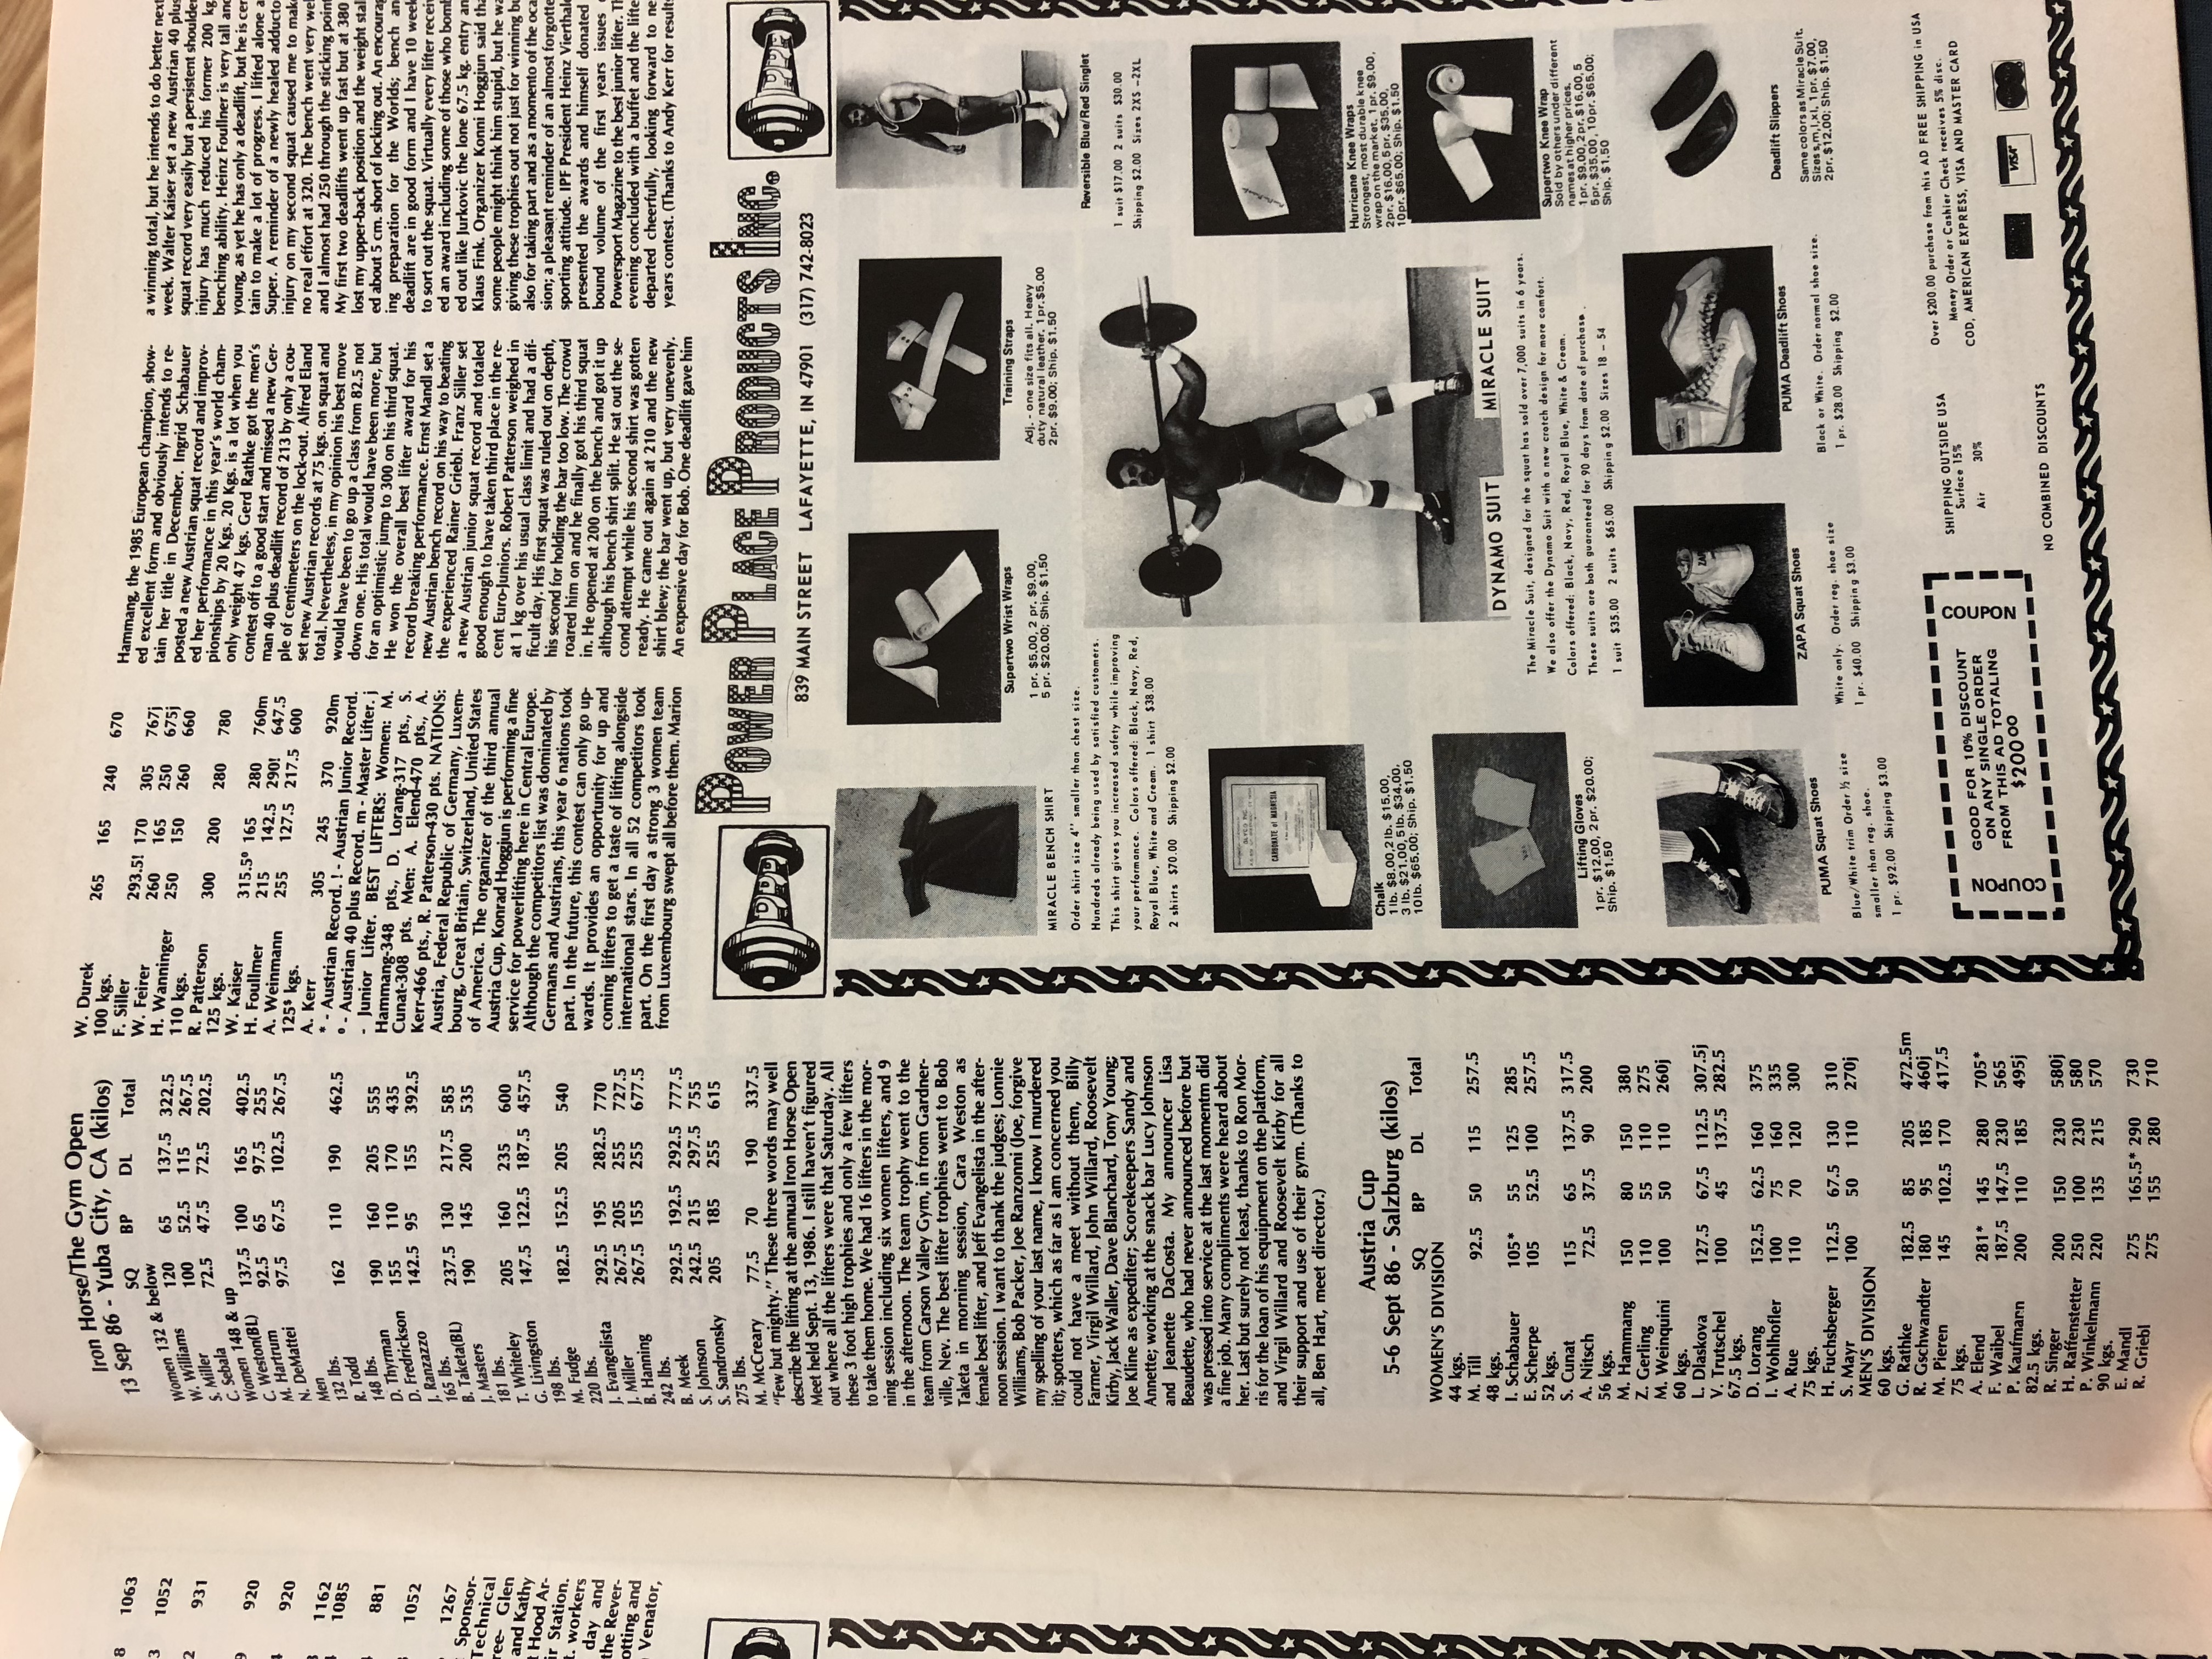 8 1063
3 1052
2 931
9 920
4 920
3 1162
4 1085
881
3 1052
? 1267
Sponsor-
Technical
ree- Glen
and Kathy
t Hood Ar-
ir Station.
t. workers
day and
the Rever-
otting and
Venator,
Iron Horse/The Gym Open
13 Sep 86 - Yuba City, CA (kilos)
SQ BP DL Total
Women 132 & below
W. Williams 120 65 137.5 322.5
S. Miller 100 52.5 115 267.5
C. Sebala 72.5 47.5 72.5 202.5
Women 148 & up
C. Weston(BL) 137.5 100 165 402.5
M. Hartrum 92.5 65 97.5 255
N. DeMattei 97.5 67.5 102.5 267.5
Men
132 lbs.
R. Todd 162 110 190 462.5
148 lbs.
D. Thyrman 190 160 205 555
D. Fredrickson 155 110 170 435
J. Ranzazzo 142.5 95 155 392.5
165 lbs.
B. Taketa(BL) 237.5 130 217.5 585
J. Masters 190 145 200 535
181 lbs.
T. Whiteley 205 160 235 600
G. Livingston 147.5 122.5 187.5 457.5
198 lbs.
M. Fudge 182.5 152.5 205 540
220 lbs.
J. Evangelista 292.5 195 282.5 770
J. Miller 267.5 205 255 727.5
B. Hanning 267.5 155 255 677.5
242 lbs.
B. Meek 292.5 192.5 292.5 777.5
S. Johnson 242.5 215 297.5 755
S. Sandronsky 205 185 255 615
275 lbs.
M. McCreary 77.5 70 190 337.5
"Few but mighty." These three words may well
describe the lifting at the annual Iron Horse Open
Meet held Sept. 13, 1986. I still haven't figured
out where all the lifters were that Saturday. All
these 3 foot high trophies and only a few lifters
to take them home. We had 16 lifters in the mor-
ning session including six women lifters, and 9
in the afternoon. The team trophy went to the
team from Carson Valley Gym, in from Gardner-
ville, Nev. The best lifter trophies went to Bob
Taketa in morning session, Cara Weston as
female best lifter, and Jeff Evangelista in the after-
noon session. I want to thank the judges; Lonnie
Williams, Bob Packer, Joe Ranzonni (Joe, forgive
my spelling of your last name, I know I murdered
it); spotters, which as far as I am concerned you
could not have a meet without them, Billy
Farmer, Virgil Willard, John Willard, Roosevelt
Kirby, Jack Waller, Dave Blanchard, Tony Young;
Joe Kline as expediter; Scorekeepers Sandy and
Annette; working at the snack bar Lucy Johnson
and Jeanette DaCosta. My announcer Lisa
Beaudette, who had never announced before but
was pressed into service at the last momentm did
a fine job. Many compliments were heard about
her. Last but surely not least, thanks to Ron Mor-
ris for the loan of his equipment on the platform,
and Virgil Willard and Roosevelt Kirby for all
their support and use of their gym. (Thanks to
all, Ben Hart, meet director.)
Austria Cup
5-6 Sept 86 - Salzburg (kilos)
SQ BP DL Total
WOMEN'S DIVISION
44 kgs.
M. Till 92.5 50 115 257.5
48 kgs.
I. Schabauer 105* 55 125 285
E. Scherpe 105 52.5 100 257.5
52 kgs.
S. Cunat 115 65 137.5 317.5
A. Nitsch 72.5 37.5 90 200
56 kgs.
M. Hammang 150 80 150 380
Z. Gerling 110 55 110 275
M. Weinquini 100 50 110 260j
60 kgs.
L. Dlaskova 127.5 67.5 112.5 307.5j
V. Trutschel 100 45 137.5 282.5
67.5 kgs.
D. Lorang 152.5 62.5 160 375
I. Wohlhofler 100 75 160 335
A. Rue 110 70 120 300
75 kgs.
H. Fuchsberger 112.5 67.5 130 310
S. Mayr 100 50 110 270j
MEN'S DIVISION
60 kgs.
G. Rathke 182.5 85 205 472.5m
R. Gschwandter 180 95 185 460j
M. Pieren 145 102.5 170 417.5
75 kgs.
A. Elend 281* 145 280 705*
F. Waibel 187.5 147.5 230 565
P. Kaufmann 200 110 185 495j
82.5 kgs.
R. Singer 200 150 230 580j
H. Raffenstetter 250 100 230 580
P. Winkelmann 220 135 215 570
90 kgs.
E. Mandl 275 165.5* 290 730
R. Griebl 275 155 280 710
W. Durek 265 165 240 670
100 kgs.
F. Siller 293.5! 170 305 767j
W. Feirer 260 165 250 675j
H. Wanninger 250 150 260 660
110 kgs.
R. Patterson 300 200 280 780
125 kgs.
W. Kaiser 315.5º 165 280 760m
H. Foullmer 215 142.5 290! 647.5
A. Weinmann 255 127.5 217.5 600
125$ kgs.
A. Kerr 305 245 370 920m
* - Austrian Record. ! - Austrian Junior Record.
º - Austrian 40 plus Record. m - Master Lifter. j
- Junior Lifter. BEST LIFTERS: Women: M.
Hammang-348 pts., D. Lorang-317 pts., S.
Cunat-308 pts. Men: A. Elend-470 pts., A.
Kerr-466 pts., R. Patterson-430 pts. NATIONS:
Austria, Federal Republic of Germany, Luxem-
bourg, Great Britain, Switzerland, United States
of America. The organizer of the third annual
Austria Cup, Konrad Hoggjun is performing a fine
service for powerlifting here in Central Europe.
Although the competitors list was dominated by
Germans and Austrians, this year 6 nations took
part. In the future, this contest can only go up-
wards. It provides an opportunity for up and
coming lifters to get a taste of lifting alongside
international stars. In all 52 competitors took
part. On the first day a strong 3 women team
from Luxembourg swept all before them. Marion
Hammang, the 1985 European champion, show-
ed excellent form and obviously intends to re-
tain her title in December. Ingrid Schabauer
posted a new Austrian squat record and improv-
ed her performance in this year's world cham-
pionships by 20 Kgs. 20 Kgs. is a lot when you
only weight 47 kgs. Gerd Rathke got the men's
contest off to a good start and missed a new Ger-
man 40 plus deadlift record of 213 by only a cou-
ple of centimeters on the lock-out. Alfred Eland
set new Austrian records at 75 kgs. on squat and
total. Nevertheless, in my opinion his best move
would have been to go up a class from 82.5 not
down one. His total would have been more, but
for an optimistic jump to 300 on his third squat.
He won the overall best lifter award for his
record breaking performance. Ernst Mandl set a
new Austrian bench record on his way to beating
the experienced Rainer Griebl. Franz Siller set
a new Austrian junior squat record and totaled
good enough to have taken third place in the re-
cent Euro-Juniors. Robert Patterson weighed in
at 1 kg over his usual class limit and had a dif-
ficult day. His first squat was ruled out on depth,
his second for holding the bar too low. The crowd
roared him on and he finally got his third squat
in. He opened at 200 on the bench and got it up
although his bench shirt split. He sat out the se-
cond attempt while his second shirt was gotten
ready. He came out again at 210 and the new
shirt blew; the bar went up, but very unevenly.
An expensive day for Bob. One deadlift gave him
a winning total, but he intends to do better next
week. Walter Kaiser set a new Austrian 40 plus
squat record very easily but a persistent shoulder
injury has much reduced his former 200 kg
benching ability. Heinz Foullner is very tall and
young, as yet he has only a deadlift, but he is cer
tain to make a lot of progress. I lifted alone a
Super. A reminder of a newly healed adducto
injury on my second squat caused me to make
no real effort at 320. The bench went very wel
and I almost had 250 through the sticking point
My first two deadlifts went up fast but at 380
lost my upper-back position and the weight stall
ed about 5 cm. short of locking out. An encourag
ing preparation for the Worlds; bench and
deadlift are in good form and I have 10 week
to sort out the squat. Virtually every lifter receiv
ed an award including some of those who bomb
ed out like Jurkovic the lone 67.5 kg. entry an
Klaus Fink. Organizer Konni Hoggjun said tha
some people might think him stupid, but he wa
giving these trophies out not just for winning bu
also for taking part and as a momento of the oca
sion; a pleasant reminder of an almost forgotte
sporting attitude. IPF President Heinz Vierthale
presented the awards and himself donated
bound volume of the first years issues o
Powersport Magazine to the best junior lifter. Th
evening concluded with a buffet and the lifte
departed cheerfully, looking forward to ne
years contest. (Thanks to Andy Kerr for results
PPP
POWER PLACE PRODUCTS INC.
PPP
839 MAIN STREET LAFAYETTE, IN 47901 (317) 742-8023
MIRACLE BENCH SHIRT
Order shirt size 4" smaller than chest size.
Hundreds already being used by satisfied customers.
This shirt gives you increased safety while improving
your performance. Colors offered: Black, Navy, Red,
Royal Blue, White and Cream. 1 shirt $38.00
2 shirts $70.00 Shipping $2.00
Supertwo Wrist Wraps
1 pr. $5.00, 2 pr. $9.00,
5 pr. $20.00; Ship. $1.50
Training Straps
Adj. - one size fits all. Heavy
duty natural leather. 1pr.$5.00
2pr. $9.00; Ship. $1.50
Reversible Blue/Red Singlet
1 suit $17.00 2 suits $30.00
Shipping $2.00 Sizes 2XS -2XL
CARBONATE of MAGNESIA
Chalk
1lb. $8.00,2lb. $15.00,
3 lb. $21.00,5lb. $34.00,
10lb. $65.00; Ship. $1.50
Lifting Gloves
1pr. $12.00, 2pr. $20.00;
Ship. $1.50
DYNAMO SUIT MIRACLE SUIT
The Miracle Suit, designed for the squat has sold over 7,000 suits in 6 years.
We also offer the Dynamo Suit with a new crotch design for more comfort.
Colors offered: Black, Navy, Red, Royal Blue, White & Cream.
These suits are both guaranteed for 90 days from date of purchase.
1 suit $35.00 2 suits $65.00 Shipping $2.00 Sizes 18 - 54
Hurricane Knee Wraps
Strongest, most durable knee
wrap on the market. 1pr. $9.00,
2pr. $16.00,5pr. $35.00,
10pr. $65.00; Ship. $1.50
Supertwo Knee Wrap
Sold by others under different
names at higher prices.
1pr. $9.00,2pr. $16.00,5
5pr. $35.00, 10pr. $65.00;
Ship. $1.50
PUMA Squat Shoes
Blue/White trim Order ½ size
smaller than reg. shoe.
1 pr. $92.00 Shipping $3.00
ZAPA Squat Shoes
White only. Order reg. shoe size
1 pr. $40.00 Shipping $3.00
PUMA Deadlift Shoes
Black or White. Order normal shoe size.
1 pr. $28.00 Shipping $2.00
Deadlift Slippers
Same colors as Miracle Suit.
Sizes s,m,l,xl, 1pr. $7.00,
2pr. $12.00; Ship. $1.50
COUPON
GOOD FOR 10% DISCOUNT
ON ANY SINGLE ORDER
FROM THIS AD TOTALING
$200.00
COUPON
SHIPPING OUTSIDE USA
Surface 15%
Air 30%
NO COMBINED DISCOUNTS
Over $200.00 purchase from this AD FREE SHIPPING in USA
Money Order or Cashier Check receives 5% disc.
COD, AMERICAN EXPRESS, VISA AND MASTER CARD
VISA